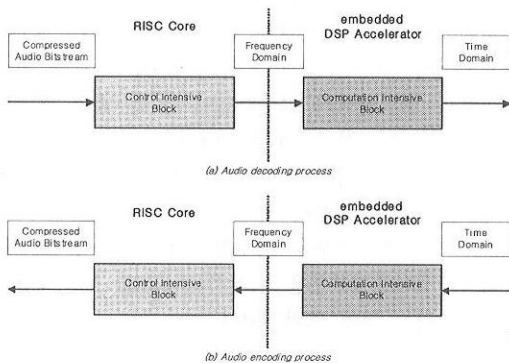 RISC Core
embedded
DSP Accelerator
Compressed
Audio Bitstream
Frequency
Domain
Time
Domain
Control Intensive
Block
Computation Intensive
Block
(a) Audio decoding process
RISC Core
embedded
DSP Accelerator
Compressed
Audio Bitstream
Frequency
Domain
Time
Domain
Control Intensive
Block
Computation Intensive
Block
(b) Audio encoding process